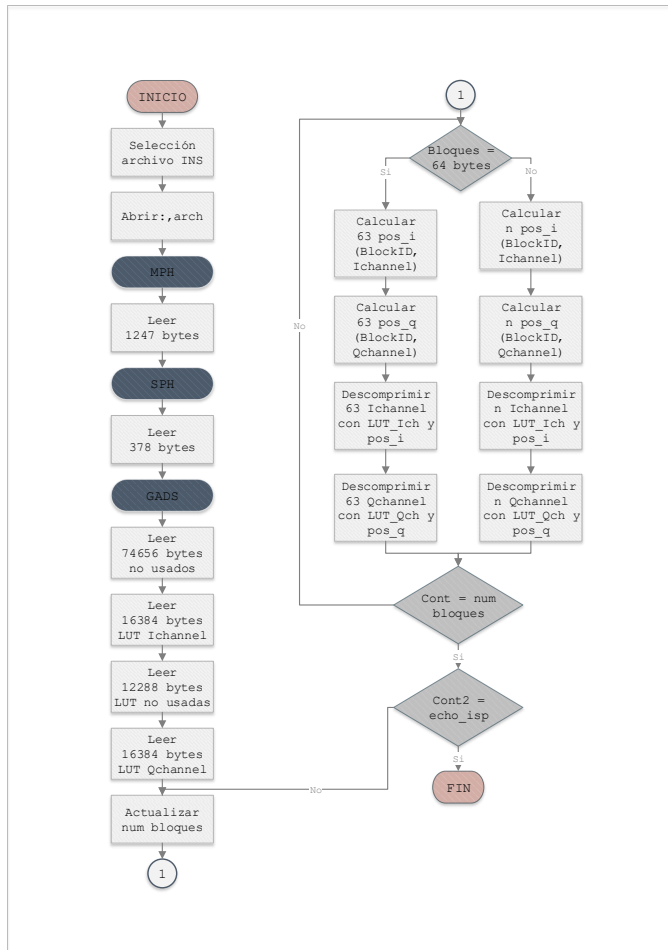 INICIO
Selección
archivo INS
Abrir:,arch
MPH
Leer
1247 bytes
SPH
Leer
378 bytes
GADS
Leer
74656 bytes
no usados
Leer
16384 bytes
LUT Ichannel
Leer
12288 bytes
LUT no usadas
Leer
16384 bytes
LUT Qchannel
Actualizar
num bloques
1
1
Bloques =
64 bytes
Si
No
Calcular
63 pos_i
(BlockID,
Ichannel)
Calcular
63 pos_q
(BlockID,
Qchannel)
Descomprimir
63 Ichannel
con LUT_Ich y
pos_i
Descomprimir
63 Qchannel
con LUT_Qch y
pos_q
Calcular
n pos_i
(BlockID,
Ichannel)
Calcular
n pos_q
(BlockID,
Qchannel)
Descomprimir
n Ichannel
con LUT_Ich y
pos_i
Descomprimir
n Qchannel
con LUT_Qch y
pos_q
No
Cont = num
bloques
Si
Cont2 =
echo_isp
No
Si
FIN